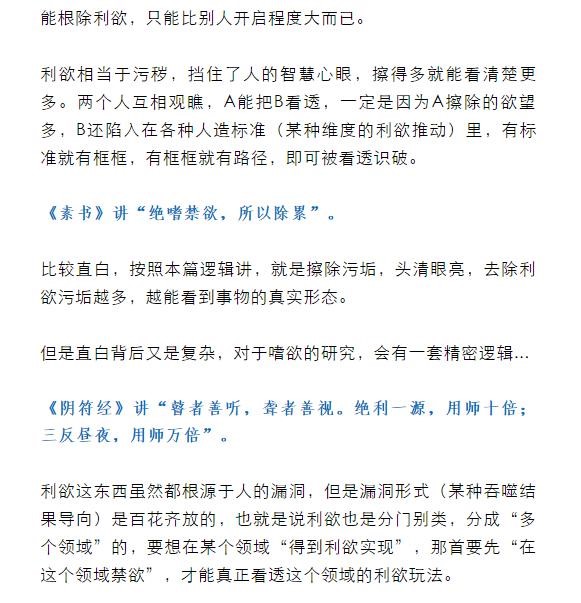 能根除利欲，只能比别人开启程度大而已。
利欲相当于污秽，挡住了人的智慧心眼，擦得多就能看清楚更
多。两个人互相观瞧，A能把B看透，一定是因为A擦除的欲望
多，B还陷入在各种人造标准（某种维度的利欲推动）里，有标
准就有框框，有框框就有路径，即可被看透识破。
《素书》讲“绝嗜禁欲，所以除累”。
比较直白，按照本篇逻辑讲，就是擦除污垢，头清眼亮，去除利
欲污垢越多，越能看到事物的真实形态。
但是直白背后又是复杂，对于嗜欲的研究，会有一套精密逻辑...
《阴符经》讲“瞽者善听，聋者善视。绝利一源，用师十倍；
三反昼夜，用师万倍”。
利欲这东西虽然都根源于人的漏洞，但是漏洞形式（某种吞噬结
果导向）是百花齐放的，也就是说利欲也是分门别类，分成“多
个领域”的，要想在某个领域“得到利欲实现”，那首要先“在
这个领域禁欲”，才能真正看透这个领域的利欲玩法。